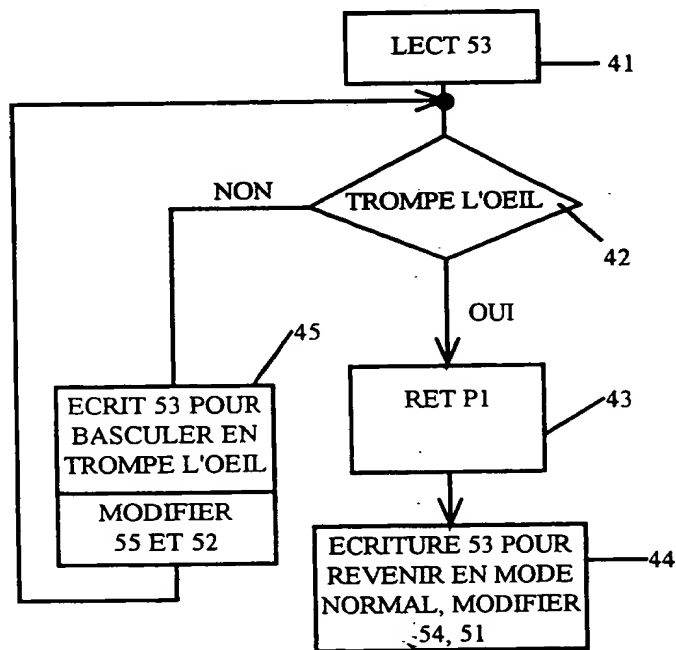 LECT 53
41
TROMPE L'OEIL
42
NON
OUI
45
ECRIT 53 POUR
BASCULER EN
TROMPE L'OEIL
MODIFIER
55 ET 52
RET P1
43
ECRITURE 53 POUR
REVENIR EN MODE
NORMAL, MODIFIER
54, 51
44